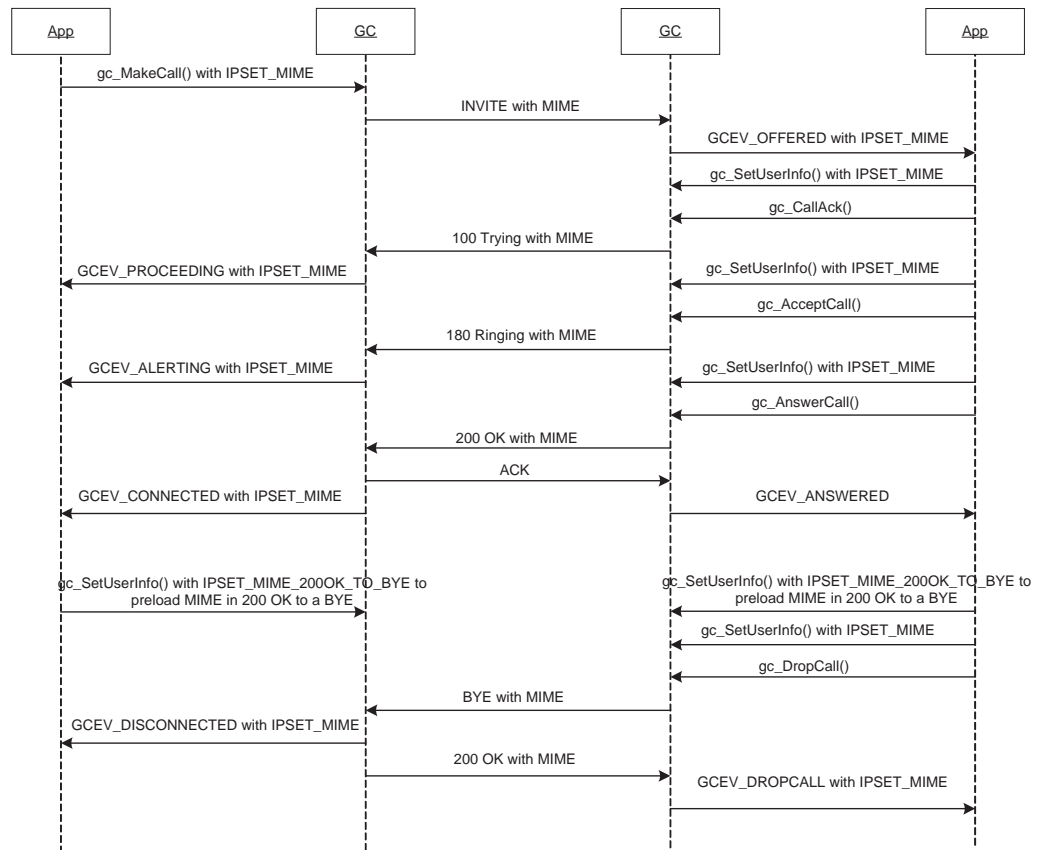 App
GC
GC
App
gc_MakeCall() with IPSET_MIME
INVITE with MIME
GCEV_OFFERED with IPSET_MIME
gc_SetUserInfo() with IPSET_MIME
gc_CallAck()
100 Trying with MIME
GCEV_PROCEEDING with IPSET_MIME
gc_SetUserInfo() with IPSET_MIME
gc_AcceptCall()
180 Ringing with MIME
GCEV_ALERTING with IPSET_MIME
gc_SetUserInfo() with IPSET_MIME
gc_AnswerCall()
200 OK with MIME
ACK
GCEV_CONNECTED with IPSET_MIME
GCEV_ANSWERED
gc_SetUserInfo() with IPSET_MIME_200OK_TO_BYE to
preload MIME in 200 OK to a BYE
gc_SetUserInfo() with IPSET_MIME_200OK_TO_BYE to
preload MIME in 200 OK to a BYE
gc_SetUserInfo() with IPSET_MIME
gc_DropCall()
BYE with MIME
GCEV_DISCONNECTED with IPSET_MIME
200 OK with MIME
GCEV_DROPCALL with IPSET_MIME